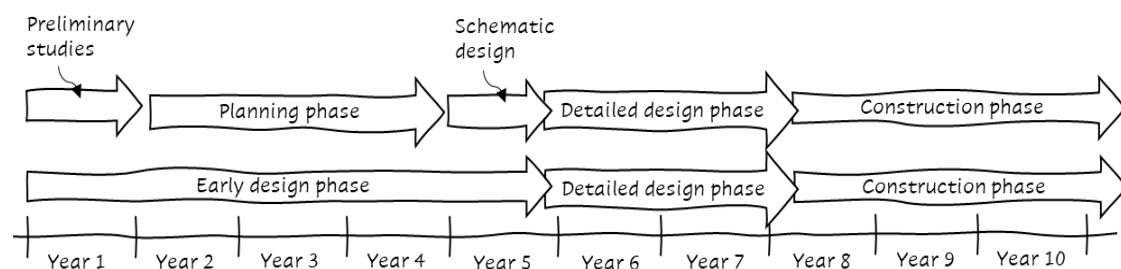 Preliminary
studies
Schematic
design
Planning phase
Detailed design phase
Construction phase
Early design phase
Detailed design phase
Construction phase
Year 1
Year 2
Year 3
Year 4
Year 5
Year 6
Year 7
Year 8
Year 9
Year 10